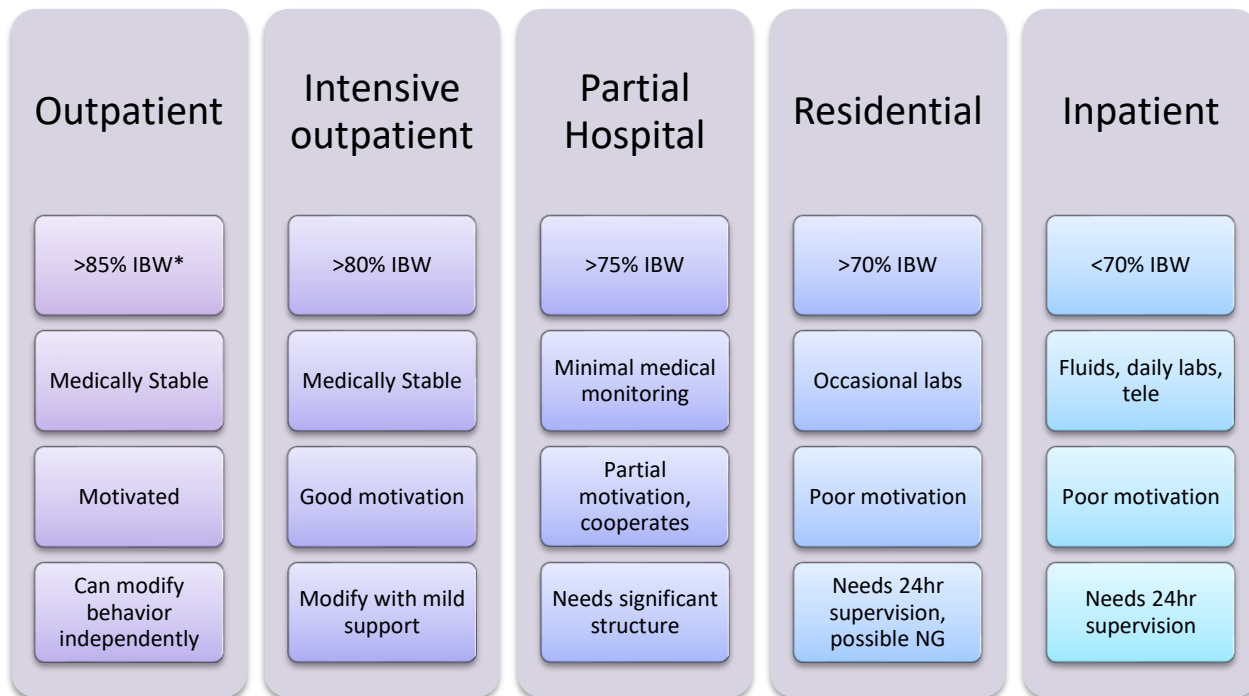 Outpatient
>85% IBW*
Medically Stable
Motivated
Can modify
behavior
independently
Intensive
outpatient
>80% IBW
Medically Stable
Good motivation
Modify with mild
support
Partial
Hospital
>75% IBW
Minimal medical
monitoring
Partial
motivation,
cooperates
Needs significant
structure
Residential
>70% IBW
Occasional labs
Poor motivation
Needs 24hr
supervision,
possible NG
Inpatient
<70% IBW
Fluids, daily labs,
tele
Poor motivation
Needs 24hr
supervision